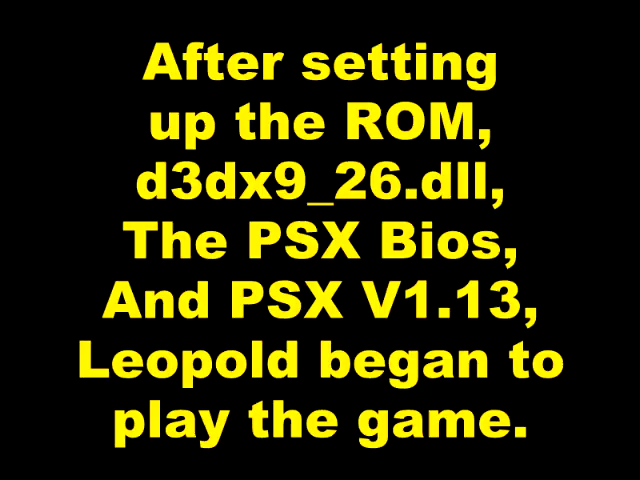 After setting
up the ROM,
d3dx9_26.dll,
The PSX Bios,
And PSX V1.13,
Leopold began to
play the game.